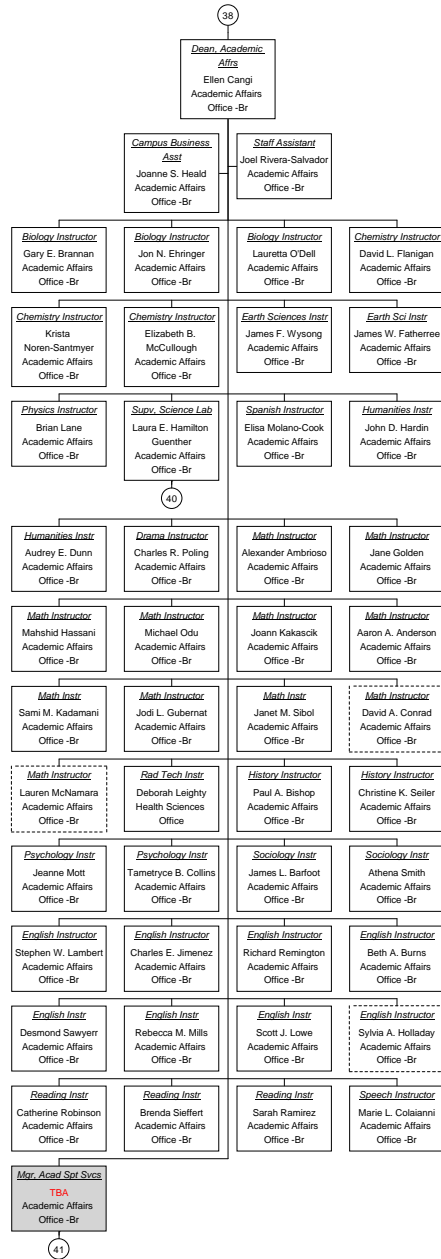 38
Dean, Academic
Affrs
Ellen Cangi
Academic Affairs
Office -Br
Campus Business
Asst
Joanne S. Heald
Academic Affairs
Office -Br
Staff Assistant
Joel Rivera-Salvador
Academic Affairs
Office -Br
Biology Instructor
Gary E. Brannan
Academic Affairs
Office -Br
Biology Instructor
Jon N. Ehringer
Academic Affairs
Office -Br
Biology Instructor
Lauretta O'Dell
Academic Affairs
Office -Br
Chemistry Instructor
David L. Flanigan
Academic Affairs
Office -Br
Chemistry Instructor
Krista
Noren-Santmyer
Academic Affairs
Office -Br
Chemistry Instructor
Elizabeth B.
McCullough
Academic Affairs
Office -Br
Earth Sciences Instr
James F. Wysong
Academic Affairs
Office -Br
Earth Sci Instr
James W. Fatherree
Academic Affairs
Office -Br
Physics Instructor
Brian Lane
Academic Affairs
Office -Br
Supv, Science Lab
Laura E. Hamilton
Guenther
Academic Affairs
Office -Br
40
Spanish Instructor
Elisa Molano-Cook
Academic Affairs
Office -Br
Humanities Instr
John D. Hardin
Academic Affairs
Office -Br
Humanities Instr
Audrey E. Dunn
Academic Affairs
Office -Br
Drama Instructor
Charles R. Poling
Academic Affairs
Office -Br
Math Instructor
Alexander Ambrioso
Academic Affairs
Office -Br
Math Instructor
Jane Golden
Academic Affairs
Office -Br
Math Instructor
Mahshid Hassani
Academic Affairs
Office -Br
Math Instructor
Michael Odu
Academic Affairs
Office -Br
Math Instructor
Joann Kakascik
Academic Affairs
Office -Br
Math Instructor
Aaron A. Anderson
Academic Affairs
Office -Br
Math Instr
Sami M. Kadamani
Academic Affairs
Office -Br
Math Instr
Jodi L. Gubernat
Academic Affairs
Office -Br
Math Instr
Janet M. Sibol
Academic Affairs
Office -Br
Math Instructor
David A. Conrad
Academic Affairs
Office -Br
Math Instructor
Lauren McNamara
Academic Affairs
Office -Br
Rad Tech Instr
Deborah Leighty
Health Sciences
Office
History Instructor
Paul A. Bishop
Academic Affairs
Office -Br
History Instructor
Christine K. Seiler
Academic Affairs
Office -Br
Psychology Instr
Jeanne Mott
Academic Affairs
Office -Br
Psychology Instr
Tametryce B. Collins
Academic Affairs
Office -Br
Sociology Instr
James L. Barfoot
Academic Affairs
Office -Br
Sociology Instr
Athena Smith
Academic Affairs
Office -Br
English Instructor
Stephen W. Lambert
Academic Affairs
Office -Br
English Instructor
Charles E. Jimenez
Academic Affairs
Office -Br
English Instructor
Richard Remington
Academic Affairs
Office -Br
English Instructor
Beth A. Burns
Academic Affairs
Office -Br
English Instr
Desmond Sawyerr
Academic Affairs
Office -Br
English Instr
Rebecca M. Mills
Academic Affairs
Office -Br
English Instr
Scott J. Lowe
Academic Affairs
Office -Br
English Instructor
Sylvia A. Holladay
Academic Affairs
Office -Br
Reading Instr
Catherine Robinson
Academic Affairs
Office -Br
Reading Instr
Brenda Sieffert
Academic Affairs
Office -Br
Reading Instr
Sarah Ramirez
Academic Affairs
Office -Br
Speech Instructor
Marie L. Colaianni
Academic Affairs
Office -Br
Mgr, Acad Spt Svcs
TBA
Academic Affairs
Office -Br
41